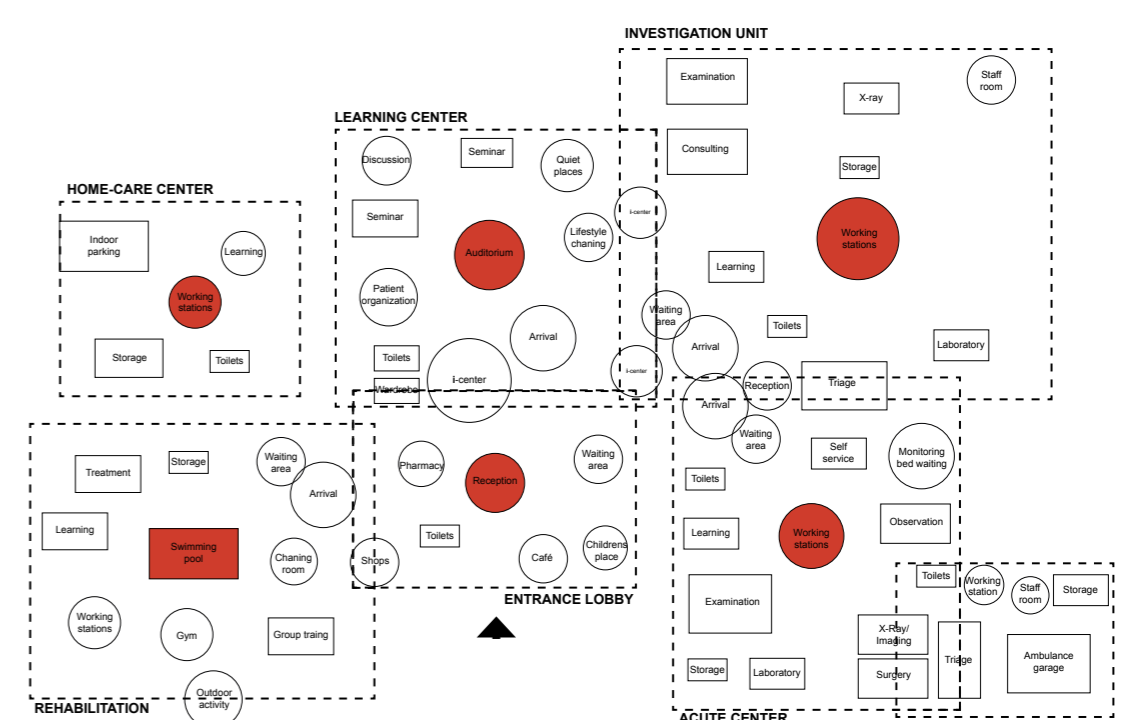 INVESTIGATION UNIT
Examination
X-ray
Staff
room
Consulting
Storage
i-center
Working
stations
Learning
Waiting
area
Toilets
Arrival
Laboratory
i-center
Reception
Triage
LEARNING CENTER
Discussion
Seminar
Quiet
places
Seminar
Lifestyle
chaning
Auditorium
Patient
organization
Arrival
Toilets
i-center
Wardrobe
HOME-CARE CENTER
Indoor
parking
Learning
Working
stations
Storage
Toilets
Pharmacy
Reception
Waiting
area
Toilets
Shops
Café
Childrens
place
ENTRANCE LOBBY
Waiting
area
Storage
Treatment
Arrival
Learning
Swimming
pool
Chaning
room
Working
stations
Gym
Group traing
Outdoor
activity
REHABILITATION
Arrival
Waiting
area
Self
service
Monitoring
bed waiting
Toilets
Learning
Working
stations
Observation
Examination
Toilets
Working
station
Staff
room
Storage
X-Ray/
Imaging
Triage
Ambulance
garage
Storage
Laboratory
Surgery
ACUTE CENTER